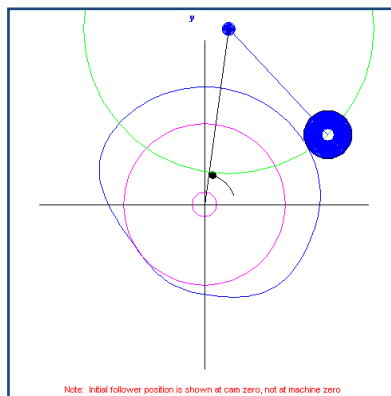 y
Note: Initial follower position is shown at cam zero, not at machine zero